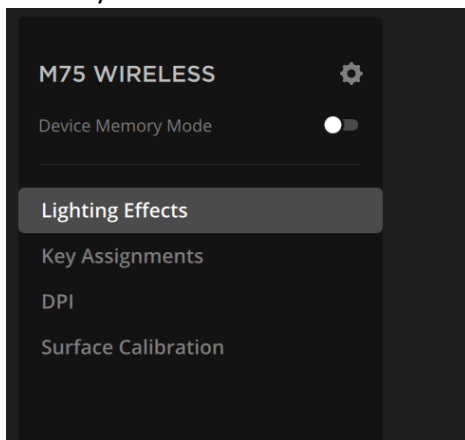 M75 WIRELESS
Device Memory Mode
Lighting Effects
Key Assignments
DPI
Surface Calibration